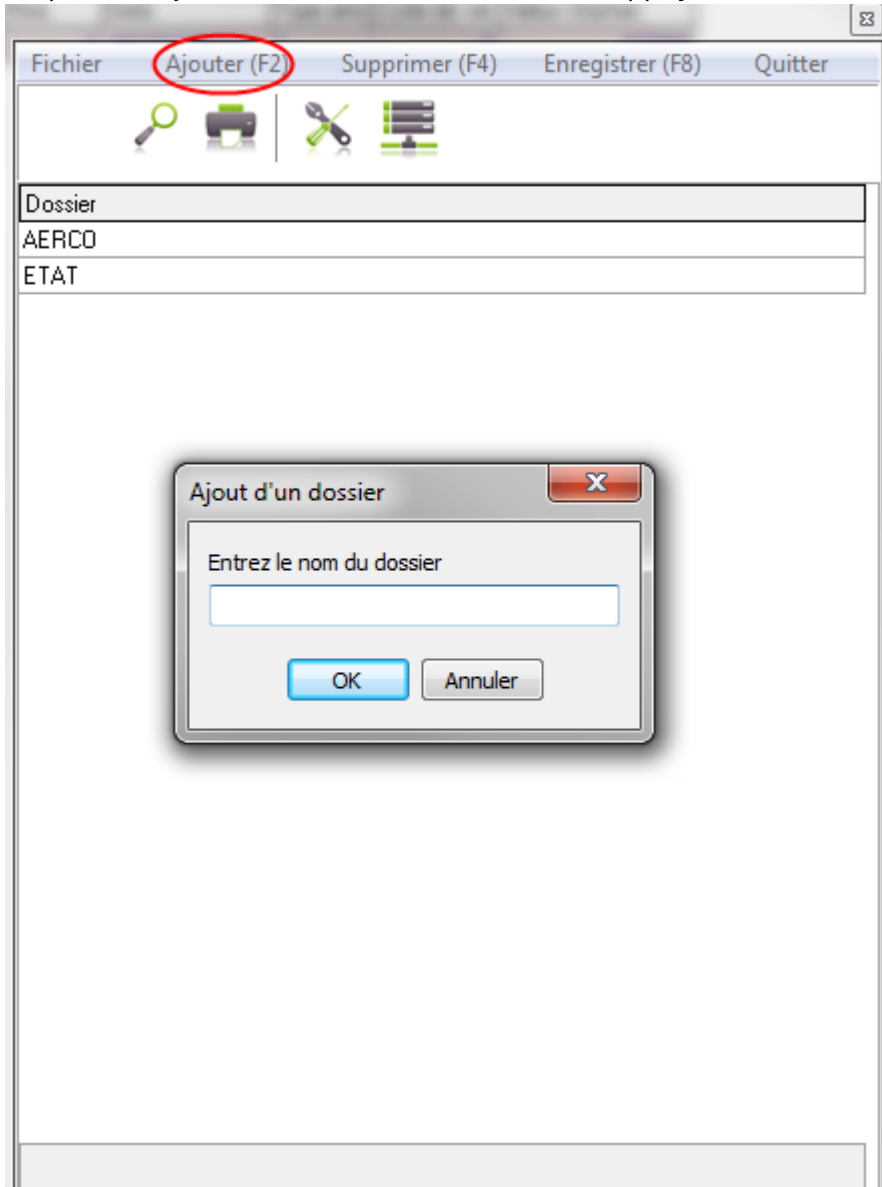 Fichier Ajouter (F2) Supprimer (F4) Enregistrer (F8) Quitter
Dossier
AERCO
ETAT
Ajout d'un dossier
Entrez le nom du dossier
OK Annuler